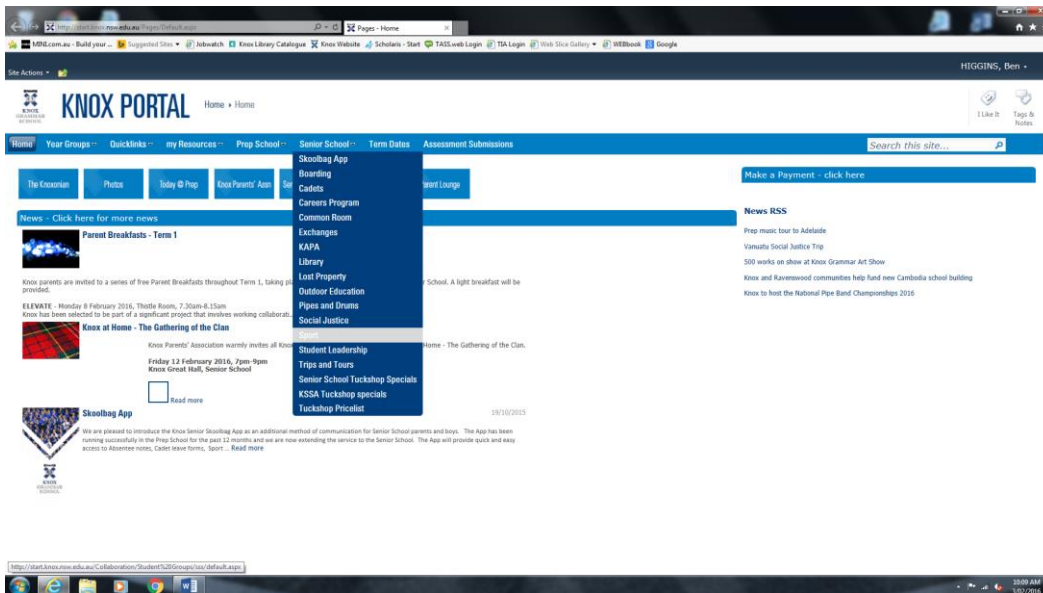 http://start.knox.nsw.edu.au/Pages/Default.aspx
Pages - Home
MINI.com.au - Build your ... Suggested Sites Jobwatch Knox Library Catalogue Knox Website Scholaris - Start TASS.web Login TIA Login Web Slice Gallery WEBbook Google
HIGGINS, Ben
Site Actions
KNOX GRAMMAR SCHOOL
KNOX PORTAL
Home Home
I Like It
Tags & Notes
Home Year Groups Quicklinks my Resources Prep School Senior School Term Dates Assessment Submissions
Search this site...
Skoolbag App
Boarding
Cadets
Careers Program
Common Room
Exchanges
KAPA
Library
Lost Property
Outdoor Education
Pipes and Drums
Social Justice
Sport
Student Leadership
Trips and Tours
Senior School Tuckshop Specials
KSSA Tuckshop specials
Tuckshop Pricelist
The Knoxonian
Photos
Today @ Prep
Knox Parents' Assn
Parent Lounge
Make a Payment - click here
News - Click here for more news
Parent Breakfasts - Term 1
Knox parents are invited to a series of free Parent Breakfasts throughout Term 1, taking School. A light breakfast will be
provided.
ELEVATE - Monday 8 February 2016, Thistle Room, 7.30am-8.15am
Knox has been selected to be part of a significant project that involves working
Knox at Home - The Gathering of the Clan
Knox Parents' Association warmly invites all Home - The Gathering of the Clan.
Friday 12 February 2016, 7pm-9pm
Knox Great Hall, Senior School
Read more
Skoolbag App
19/10/2015
We are pleased to introduce the Knox Senior Skoolbag App as an additional method of communication for Senior School parents and boys. The App has been
running successfully in the Prep School for the past 12 months and we are now extending the service to the Senior School. The App will provide quick and easy
access to Absentee notes, Cadet leave forms, Sport ... Read more
KNOX GRAMMAR SCHOOL
News RSS
Prep music tour to Adelaide
Vanuatu Social Justice Trip
500 works on show at Knox Grammar Art Show
Knox and Ravenswood communities help fund new Cambodia school building
Knox to host the National Pipe Band Championships 2016
http://start.knox.nsw.edu.au/Collaboration/Student%20Groups/iss/default.aspx
10:09 AM
3/02/2016